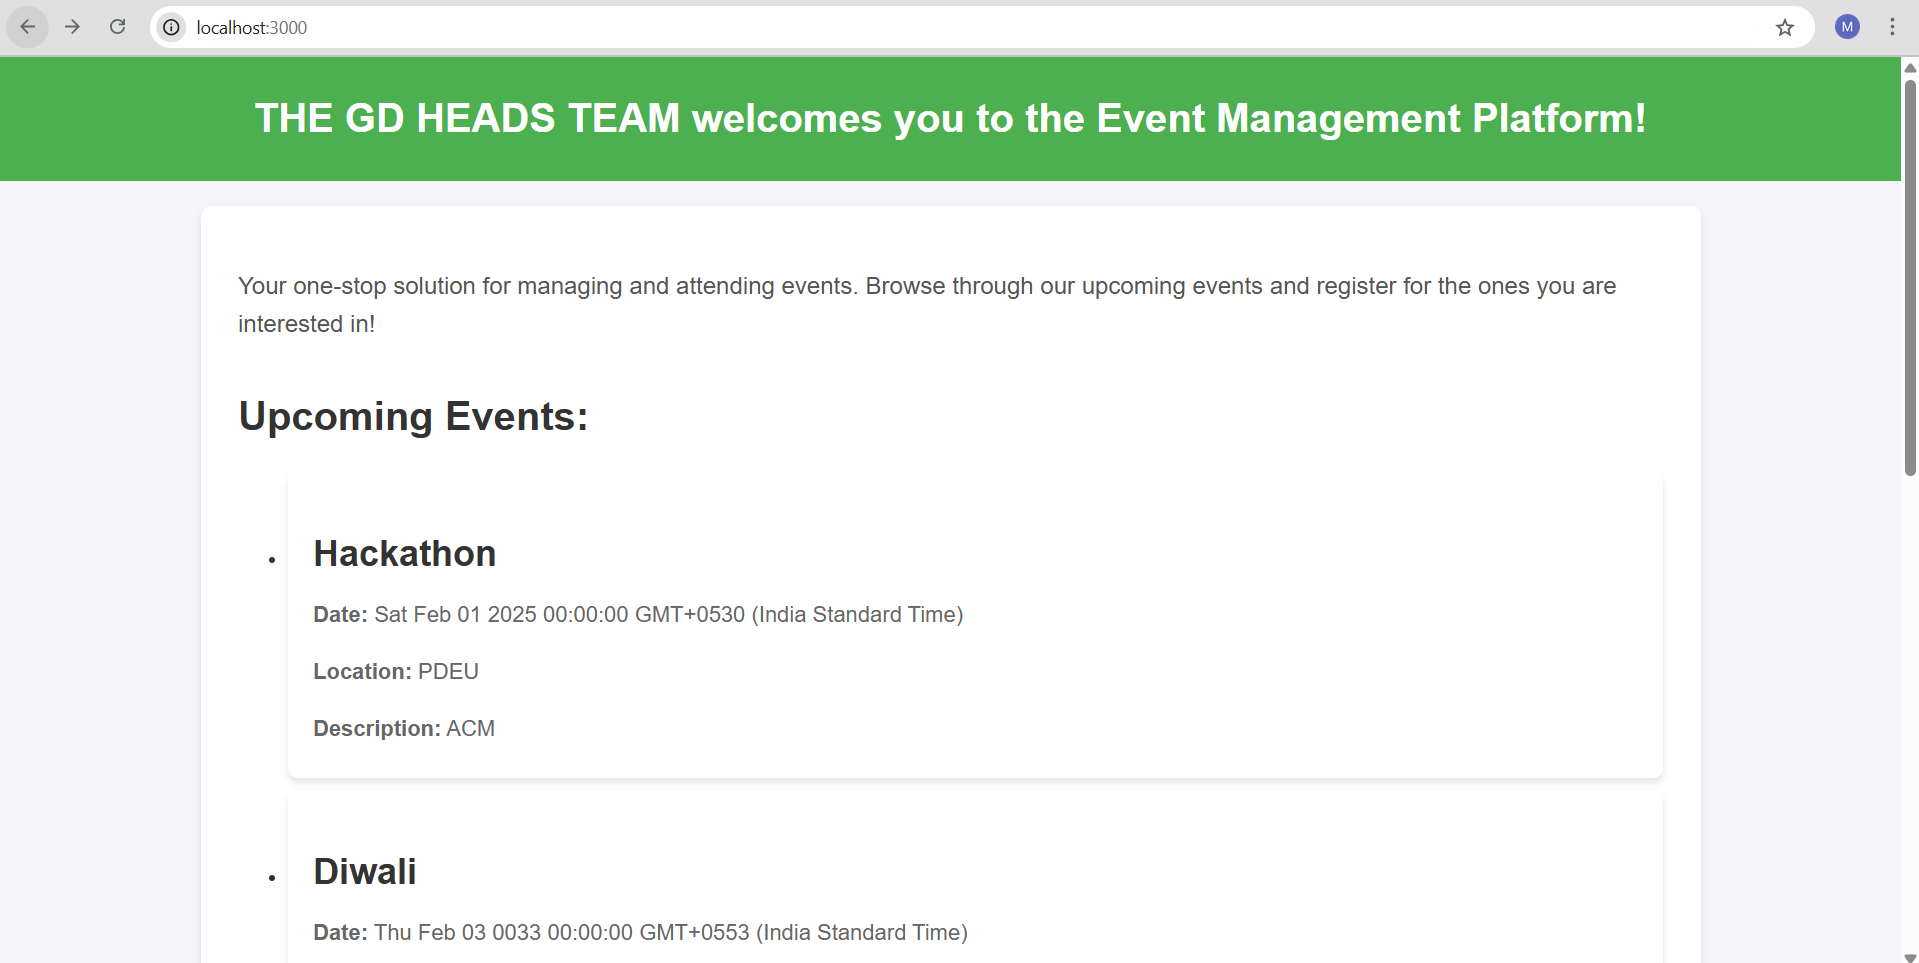 localhost:3000
M
THE GD HEADS TEAM welcomes you to the Event Management Platform!
Your one-stop solution for managing and attending events. Browse through our upcoming events and register for the ones you are
interested in!
Upcoming Events:
Hackathon
Date: Sat Feb 01 2025 00:00:00 GMT+0530 (India Standard Time)
Location: PDEU
Description: ACM
Diwali
Date: Thu Feb 03 0033 00:00:00 GMT+0553 (India Standard Time)